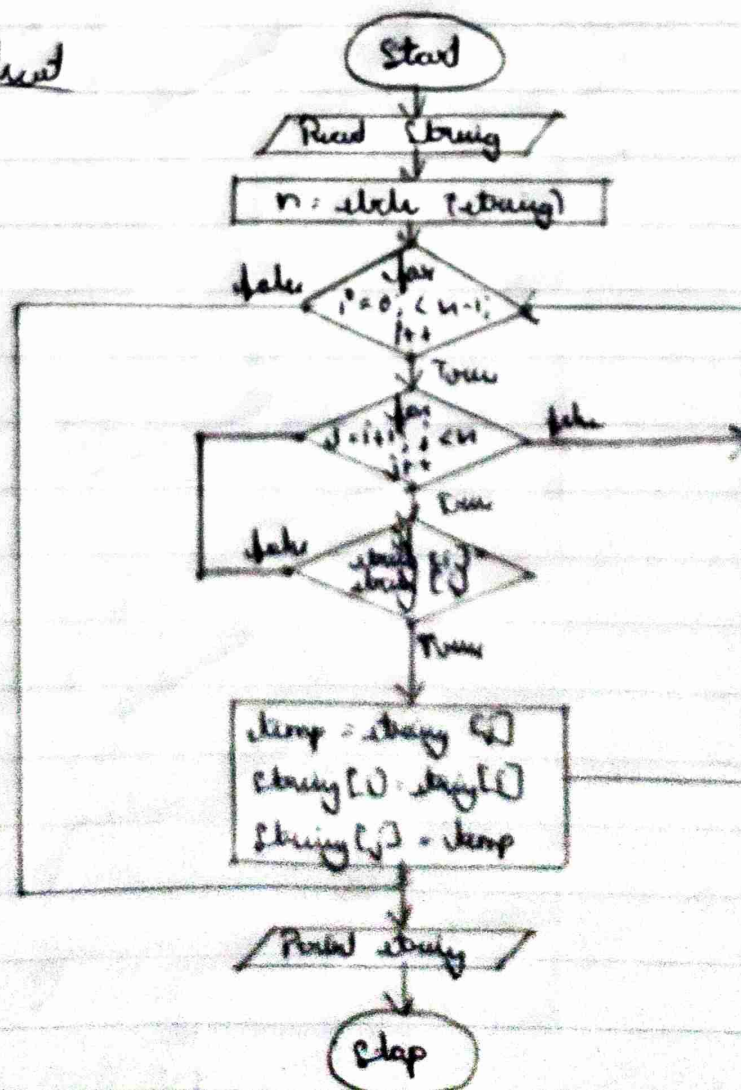 Start
Read String
n = strlen (string)
false
for
i = 0, < n-1;
i++
True
for
j = i+1, j < n
j++
false
True
false
string [i]
string [j]
True
temp = string [j]
String [i] = string [i]
String [j] = temp
Print string
Stop